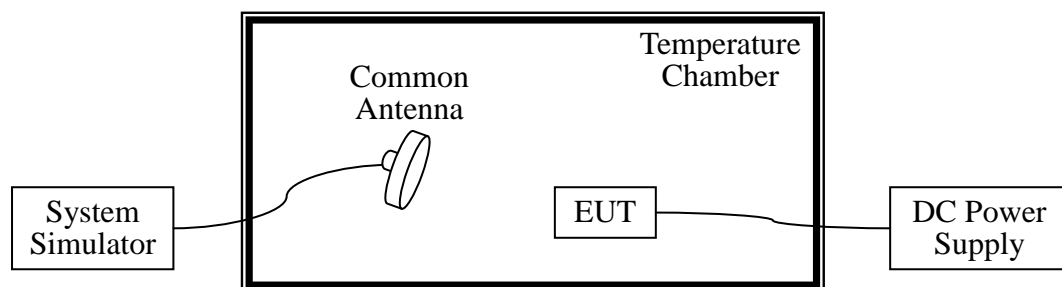 Temperature
Chamber
Common
Antenna
System
Simulator
EUT
DC Power
Supply